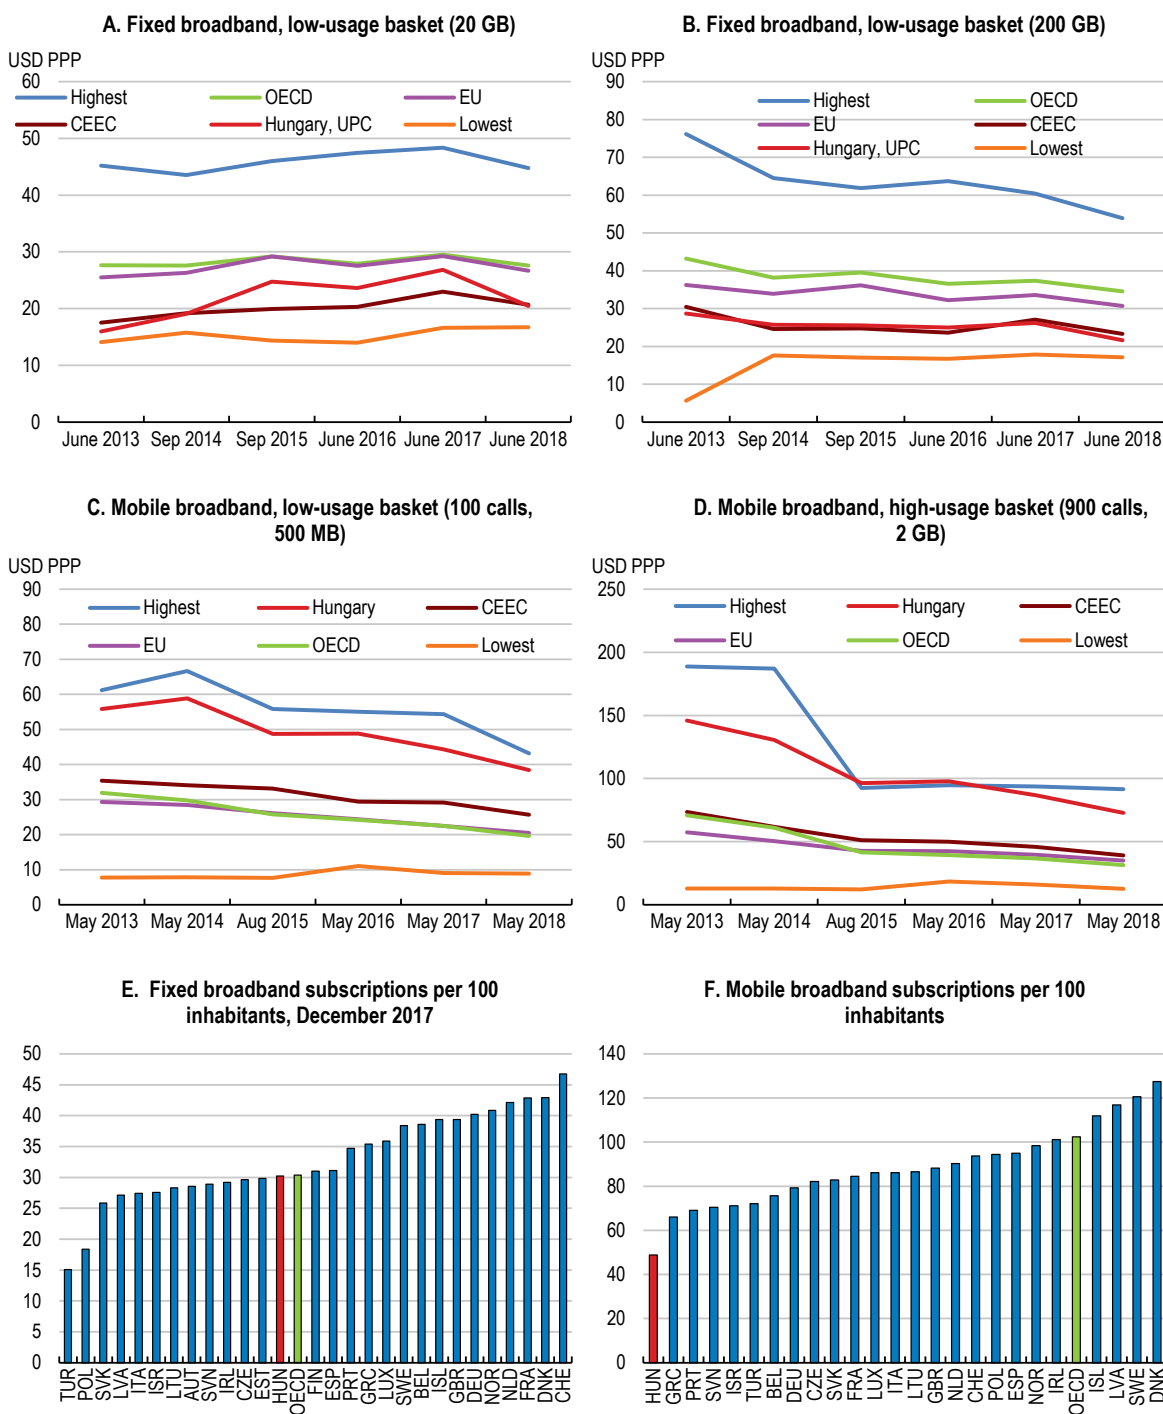 A. Fixed broadband, low-usage basket (20 GB)
USD PPP
60
50
40
30
20
10
0
Highest OECD EU
CEEC Hungary, UPC Lowest
June 2013 Sep 2014 Sep 2015 June 2016 June 2017 June 2018
B. Fixed broadband, low-usage basket (200 GB)
USD PPP
90
80
70
60
50
40
30
20
10
0
Highest OECD
EU CEEC
Hungary, UPC Lowest
June 2013 Sep 2014 Sep 2015 June 2016 June 2017 June 2018
C. Mobile broadband, low-usage basket (100 calls,
500 MB)
USD PPP
90
80
70
60
50
40
30
20
10
0
Highest Hungary CEEC
EU OECD Lowest
May 2013 May 2014 Aug 2015 May 2016 May 2017 May 2018
D. Mobile broadband, high-usage basket (900 calls,
2 GB)
USD PPP
250
200
150
100
50
0
Highest Hungary CEEC
EU OECD Lowest
May 2013 May 2014 Aug 2015 May 2016 May 2017 May 2018
E. Fixed broadband subscriptions per 100
inhabitants, December 2017
50
45
40
35
30
25
20
15
10
5
0
TUR POL SVK LVA ITA ISR LTU AUT SVN IRL CZE EST HUN OECD FIN ESP PRT GRC LUX SWE BEL ISL GBR DEU NOR NLD FRA DNK CHE
F. Mobile broadband subscriptions per 100
inhabitants
140
120
100
80
60
40
20
0
HUN GRC PRT SVN ISR TUR BEL DEU CZE SVK FRA LUX ITA LTU GBR NLD CHE POL ESP NOR IRL OECD ISL LVA SWE DNK